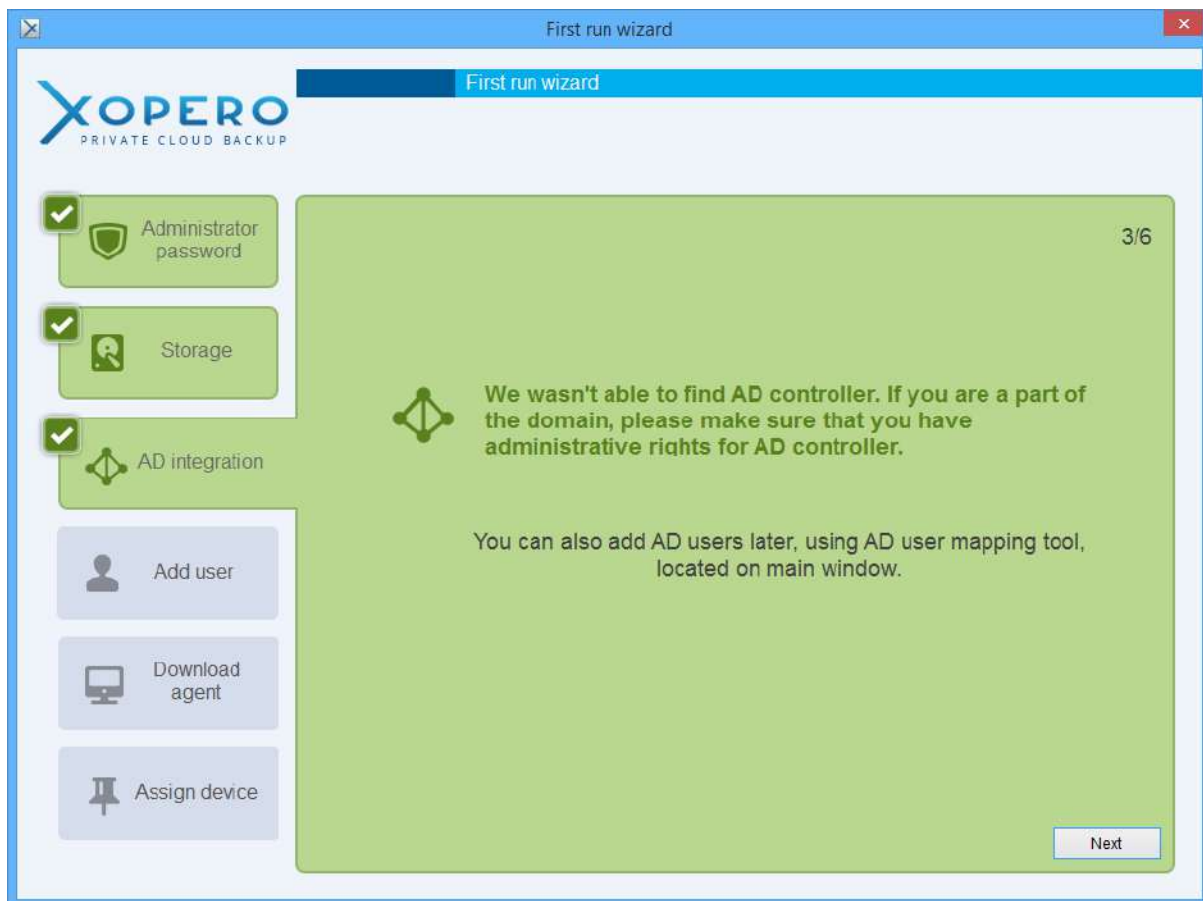 First run wizard
First run wizard
XOPERO
PRIVATE CLOUD BACKUP
Administrator
password
Storage
AD integration
Add user
Download
agent
Assign device
3/6
We wasn't able to find AD controller. If you are a part of
the domain, please make sure that you have
administrative rights for AD controller.
You can also add AD users later, using AD user mapping tool,
located on main window.
Next